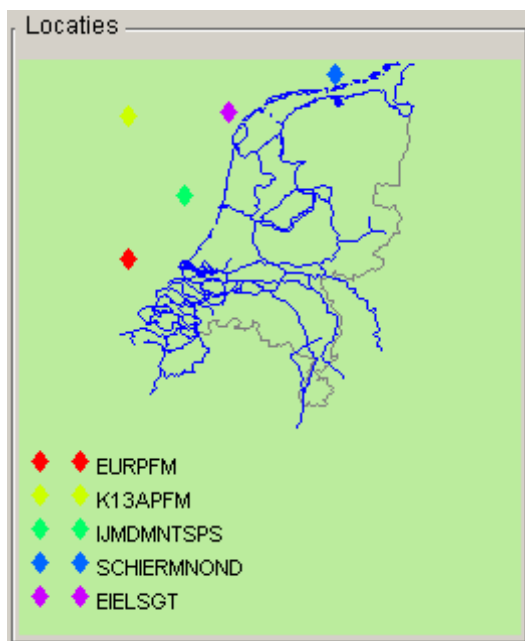 Locaties
EURPFM
K13APFM
IJMDMNTSPS
SCHIERMNOND
EIELSGT